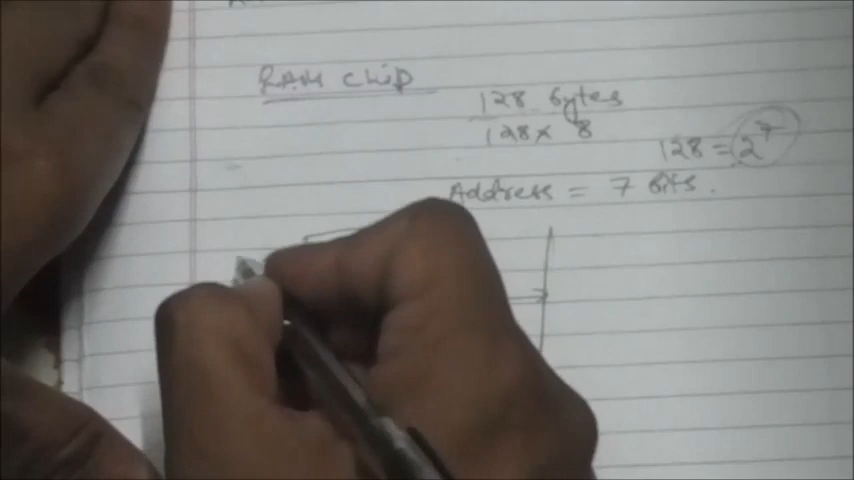 RAM chip
128 bytes
128 x 8
128 = 2^7
Address = 7 bits.